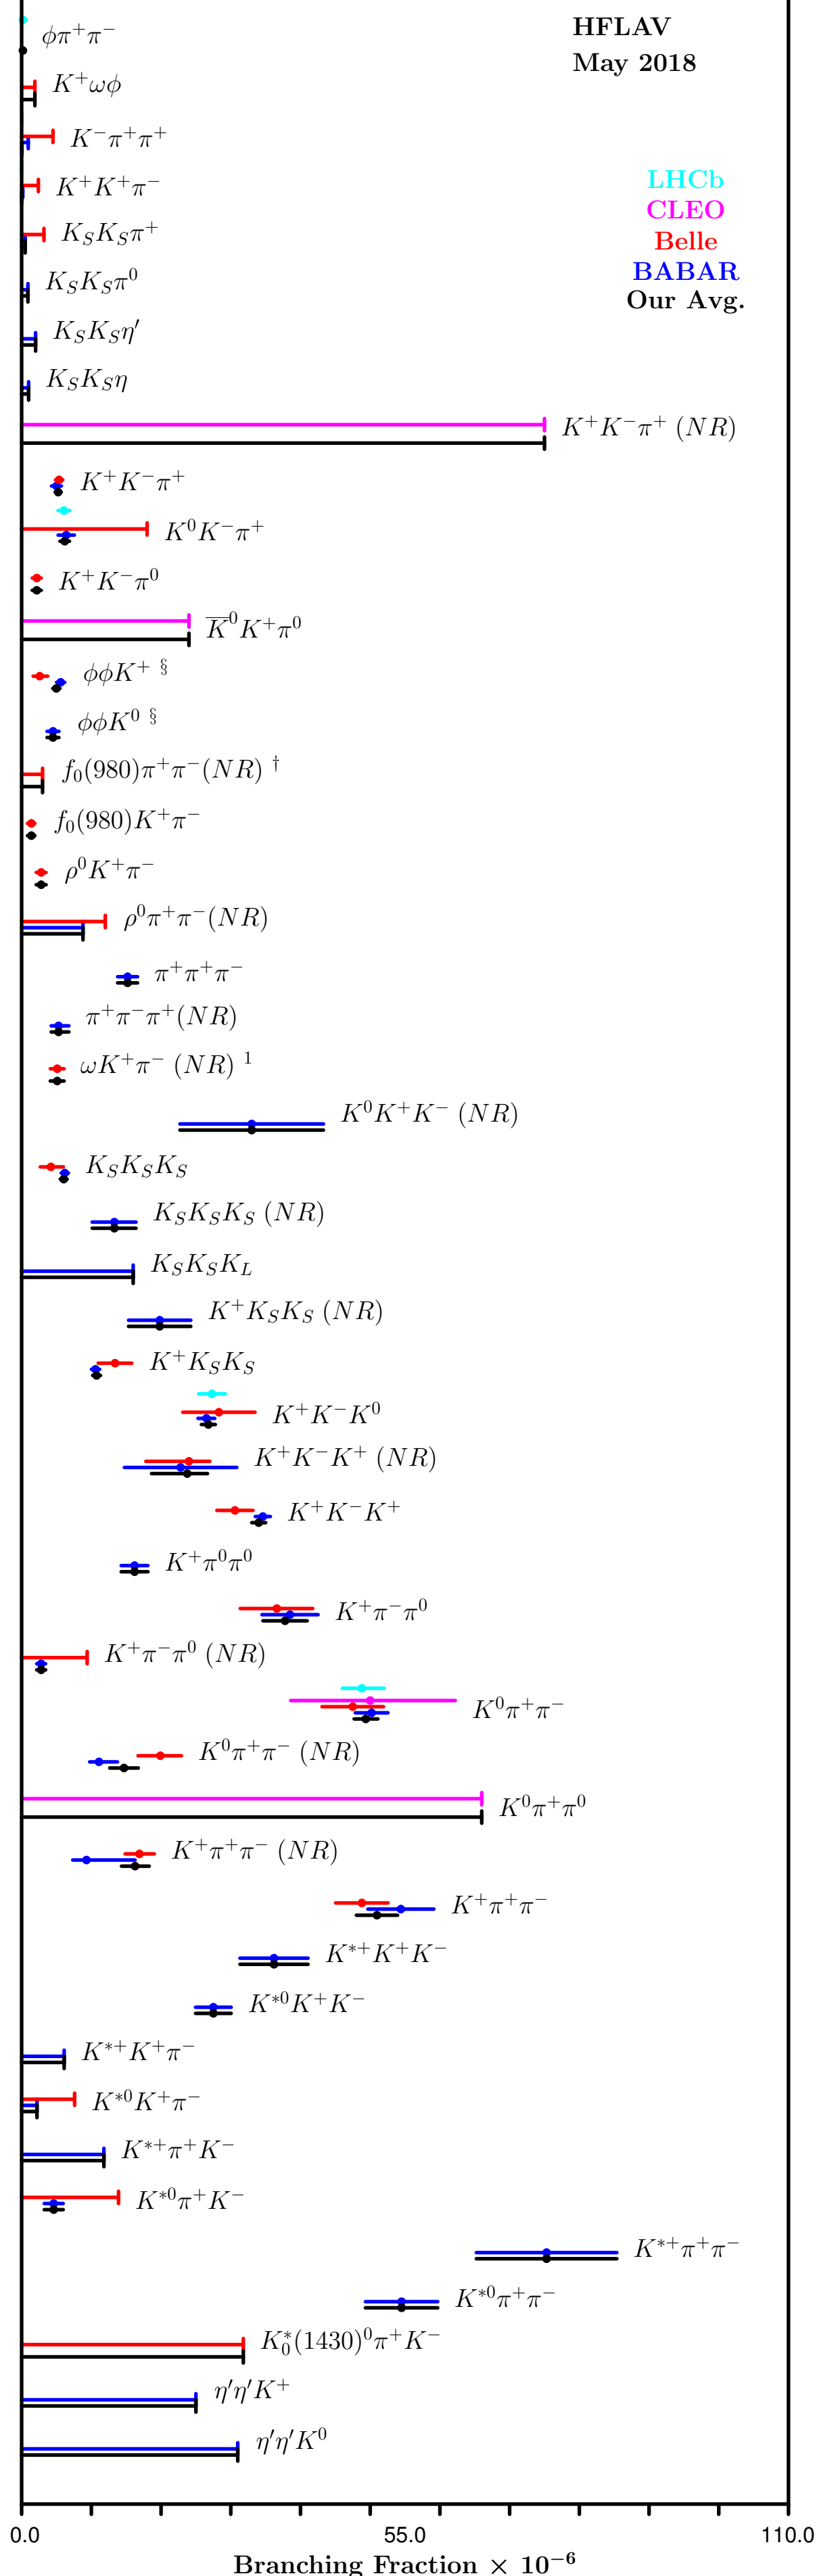 HFLAV
May 2018
LHCb
CLEO
Belle
BABAR
Our Avg.
ϕπ⁺π⁻
K⁺ωϕ
K⁻π⁺π⁺
K⁺K⁺π⁻
K_SK_Sπ⁺
K_SK_Sπ⁰
K_SK_Sη′
K_SK_Sη
K⁺K⁻π⁺ (NR)
K⁺K⁻π⁺
K⁰K⁻π⁺
K⁺K⁻π⁰
K̅⁰K⁺π⁰
ϕϕK⁺ §
ϕϕK⁰ §
f₀(980)π⁺π⁻(NR) †
f₀(980)K⁺π⁻
ρ⁰K⁺π⁻
ρ⁰π⁺π⁻(NR)
π⁺π⁺π⁻
π⁺π⁻π⁺(NR)
ωK⁺π⁻ (NR) ¹
K⁰K⁺K⁻ (NR)
K_SK_SK_S
K_SK_SK_S (NR)
K_SK_SK_L
K⁺K_SK_S (NR)
K⁺K_SK_S
K⁺K⁻K⁰
K⁺K⁻K⁺ (NR)
K⁺K⁻K⁺
K⁺π⁰π⁰
K⁺π⁻π⁰
K⁺π⁻π⁰ (NR)
K⁰π⁺π⁻
K⁰π⁺π⁻ (NR)
K⁰π⁺π⁰
K⁺π⁺π⁻ (NR)
K⁺π⁺π⁻
K*⁺K⁺K⁻
K*⁰K⁺K⁻
K*⁺K⁺π⁻
K*⁰K⁺π⁻
K*⁺π⁺K⁻
K*⁰π⁺K⁻
K*⁺π⁺π⁻
K*⁰π⁺π⁻
K₀*(1430)⁰π⁺K⁻
η′η′K⁺
η′η′K⁰
0.0 55.0 110.0
Branching Fraction × 10⁻⁶